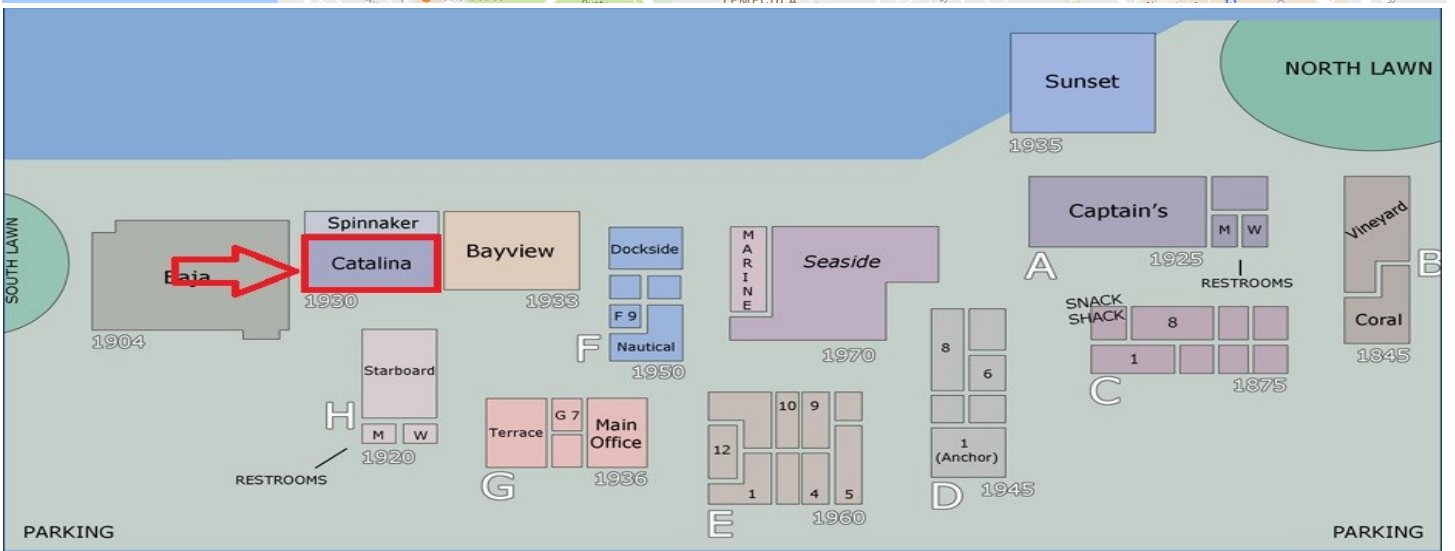 TEMECULA
Sunset
1935
NORTH LAWN
SOUTH LAWN
Baja
1904
Spinnaker
Catalina
1930
Bayview
1933
Dockside
F 9
Nautical
F
1950
MARINE
Seaside
1970
Captain's
A
1925
M W
RESTROOMS
Vineyard
B
Coral
1845
SNACK
SHACK
8
1
C
1875
Starboard
H
M W
1920
RESTROOMS
Terrace
G 7
Main
Office
G
1936
10 9
12
1
4
5
E
1960
8
6
1
(Anchor)
D
1945
PARKING
PARKING